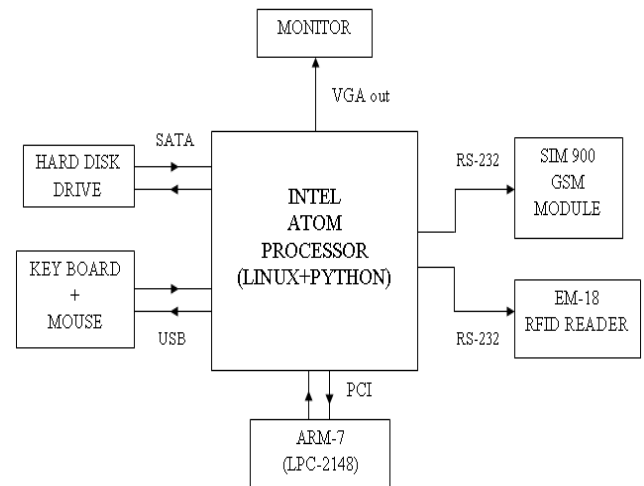 MONITOR
VGA out
SATA
HARD DISK
DRIVE
INTEL
ATOM
PROCESSOR
(LINUX+PYTHON)
RS-232
SIM 900
GSM
MODULE
KEY BOARD
+
MOUSE
USB
RS-232
EM-18
RFID READER
PCI
ARM-7
(LPC-2148)